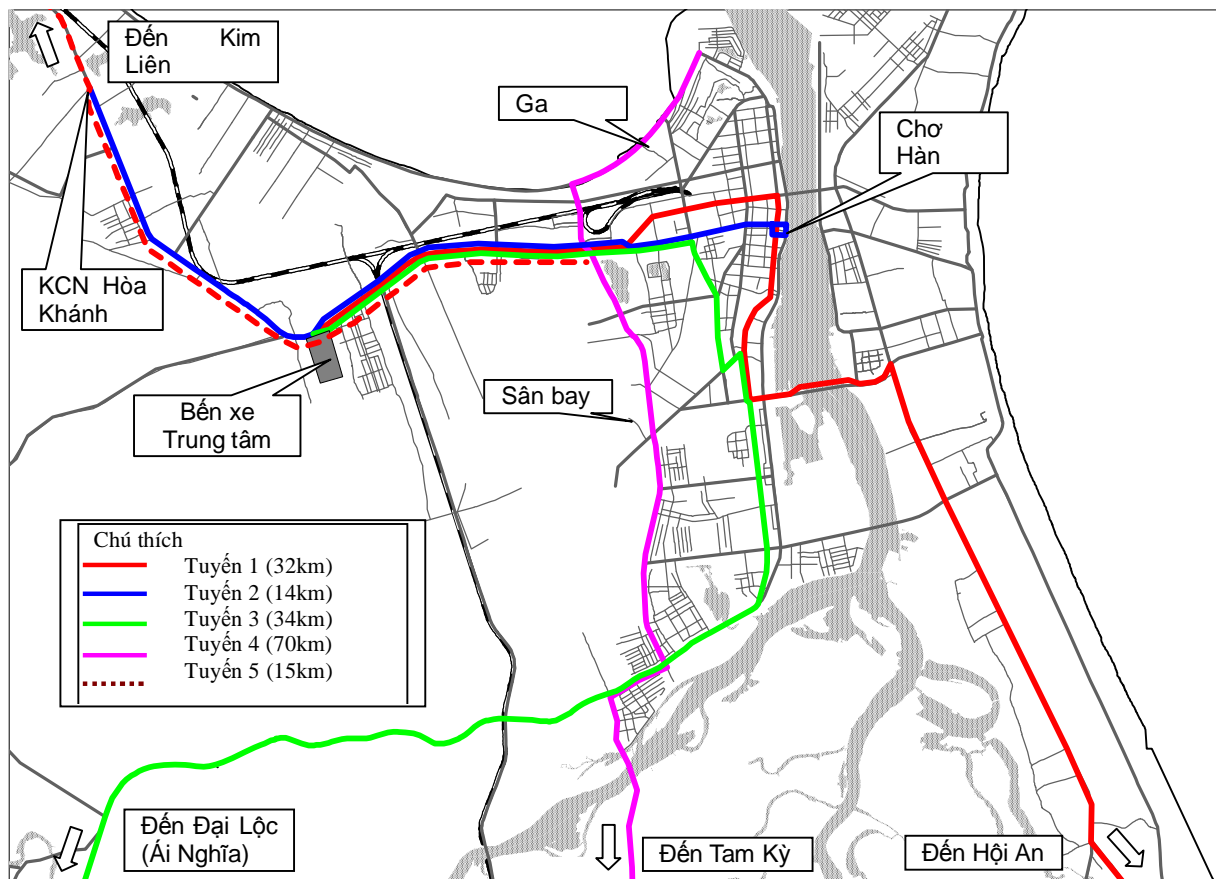 Đến Kim
Liên
Ga
Chơ
Hàn
KCN Hòa
Khánh
Bến xe
Trung tâm
Sân bay
Chú thích
Tuyến 1 (32km)
Tuyến 2 (14km)
Tuyến 3 (34km)
Tuyến 4 (70km)
Tuyến 5 (15km)
Đến Đại Lộc
(Ái Nghĩa)
Đến Tam Kỳ
Đến Hội An